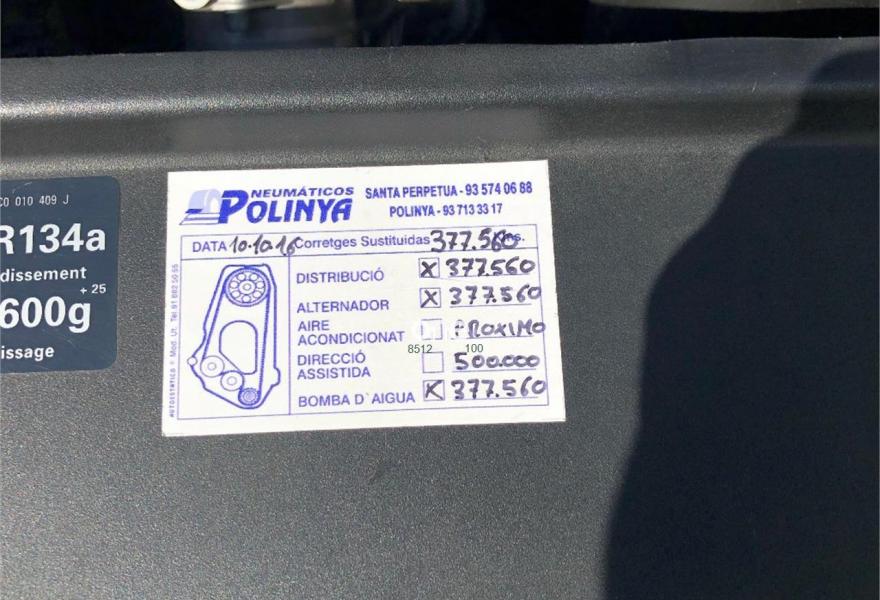 C0 010 409 J
R134a
dissement
600g + 25
issage
NEUMÁTICOS
POLINYA
SANTA PERPETUA - 93 574 06 88
POLINYA - 93 713 33 17
DATA 10.10.16 Corretges Sustituidas 377.560 Kms.
DISTRIBUCIÓ X 377.560
ALTERNADOR X 377.560
AIRE
ACONDICIONAT PROXIMO
DIRECCIÓ
ASSISTIDA 500.000
BOMBA D`AIGUA X 377.560
8512 100